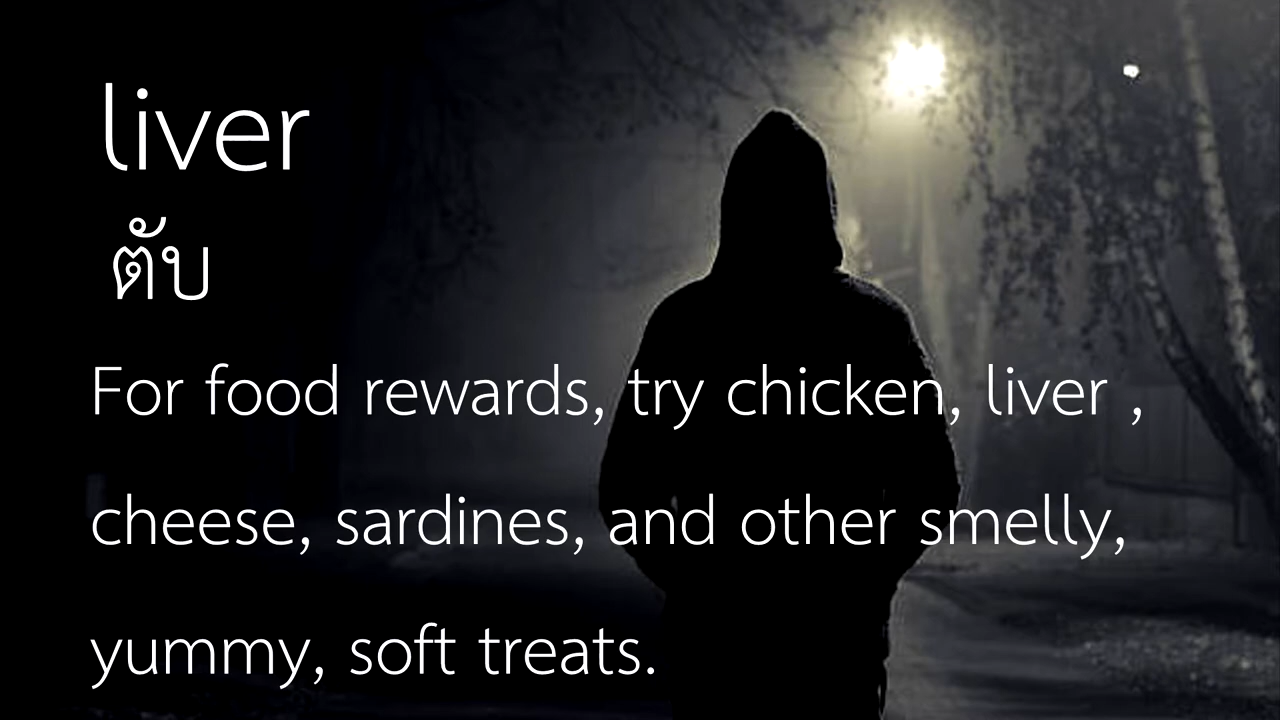 liver
ตับ
For food rewards, try chicken, liver ,
cheese, sardines, and other smelly,
yummy, soft treats.